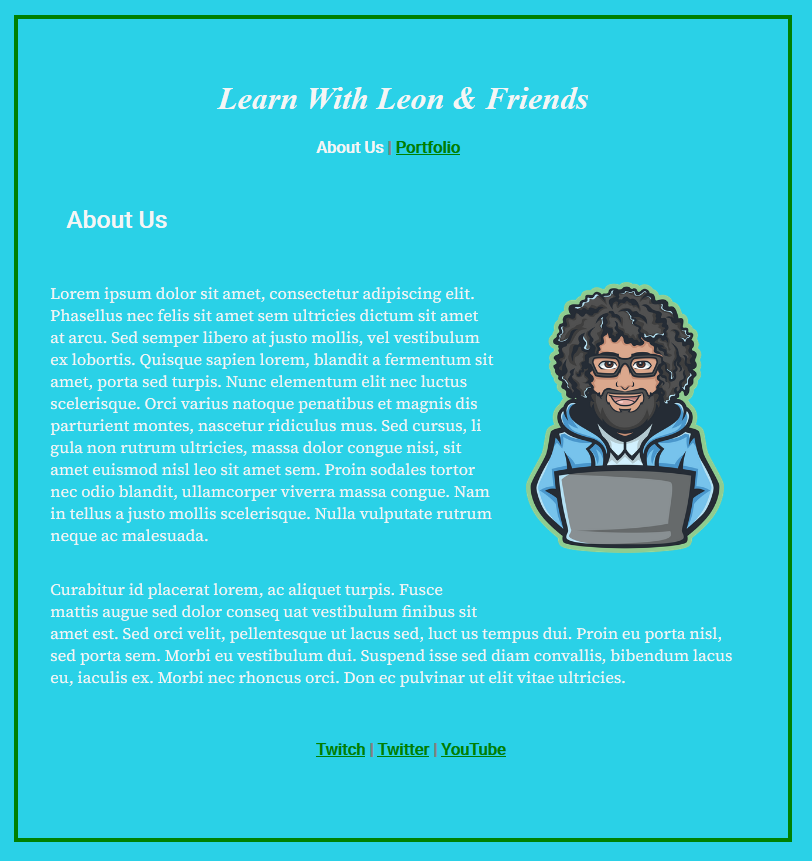 Learn With Leon & Friends
About Us | Portfolio
About Us
Lorem ipsum dolor sit amet, consectetur adipiscing elit.
Phasellus nec felis sit amet sem ultricies dictum sit amet
at arcu. Sed semper libero at justo mollis, vel vestibulum
ex lobortis. Quisque sapien lorem, blandit a fermentum sit
amet, porta sed turpis. Nunc elementum elit nec luctus
scelerisque. Orci varius natoque penatibus et magnis dis
parturient montes, nascetur ridiculus mus. Sed cursus, li
gula non rutrum ultricies, massa dolor congue nisi, sit
amet euismod nisl leo sit amet sem. Proin sodales tortor
nec odio blandit, ullamcorper viverra massa congue. Nam
in tellus a justo mollis scelerisque. Nulla vulputate rutrum
neque ac malesuada.
Curabitur id placerat lorem, ac aliquet turpis. Fusce
mattis augue sed dolor conseq uat vestibulum finibus sit
amet est. Sed orci velit, pellentesque ut lacus sed, luct us tempus dui. Proin eu porta nisl,
sed porta sem. Morbi eu vestibulum dui. Suspend isse sed diam convallis, bibendum lacus
eu, iaculis ex. Morbi nec rhoncus orci. Don ec pulvinar ut elit vitae ultricies.
Twitch | Twitter | YouTube